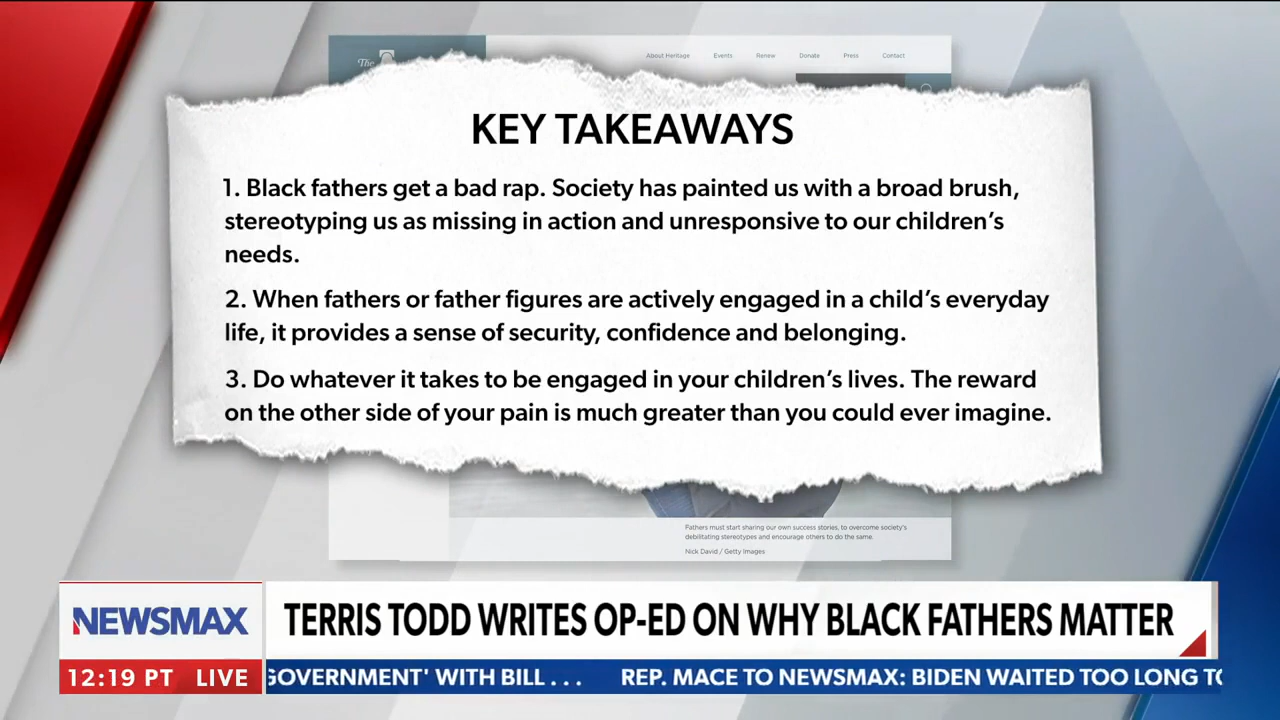 The
About Heritage Events Renew Donate Press Contact
KEY TAKEAWAYS
1. Black fathers get a bad rap. Society has painted us with a broad brush,
stereotyping us as missing in action and unresponsive to our children's
needs.
2. When fathers or father figures are actively engaged in a child's everyday
life, it provides a sense of security, confidence and belonging.
3. Do whatever it takes to be engaged in your children's lives. The reward
on the other side of your pain is much greater than you could ever imagine.
Fathers must start sharing our own success stories, to overcome society's
debilitating stereotypes and encourage others to do the same.
Nick David / Getty Images
NEWSMAX
TERRIS TODD WRITES OP-ED ON WHY BLACK FATHERS MATTER
12:19 PT LIVE
GOVERNMENT' WITH BILL . . . REP. MACE TO NEWSMAX: BIDEN WAITED TOO LONG TO